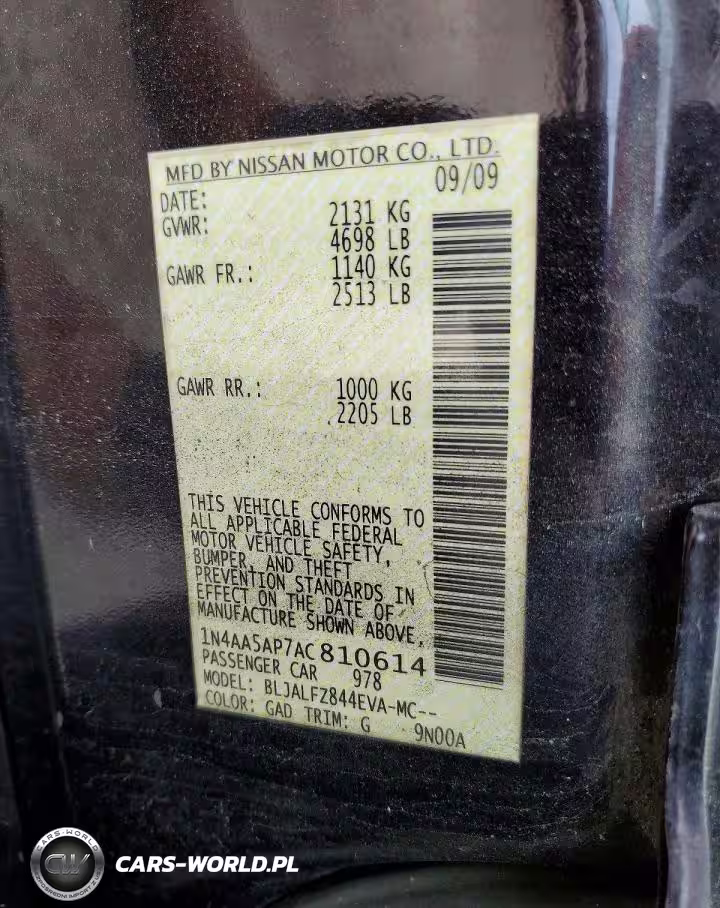 MFD BY NISSAN MOTOR CO., LTD.
DATE: 09/09
GVWR: 2131 KG
4698 LB
GAWR FR.: 1140 KG
2513 LB
GAWR RR.: 1000 KG
2205 LB
THIS VEHICLE CONFORMS TO
ALL APPLICABLE FEDERAL
MOTOR VEHICLE SAFETY,
BUMPER, AND THEFT
PREVENTION STANDARDS IN
EFFECT ON THE DATE OF
MANUFACTURE SHOWN ABOVE.
1N4AA5AP7AC810614
PASSENGER CAR 978
MODEL: BLJALFZ844EVA-MC--
COLOR: GAD TRIM: G 9N00A
CARS-WORLD
CW
CARS-WORLD.PL